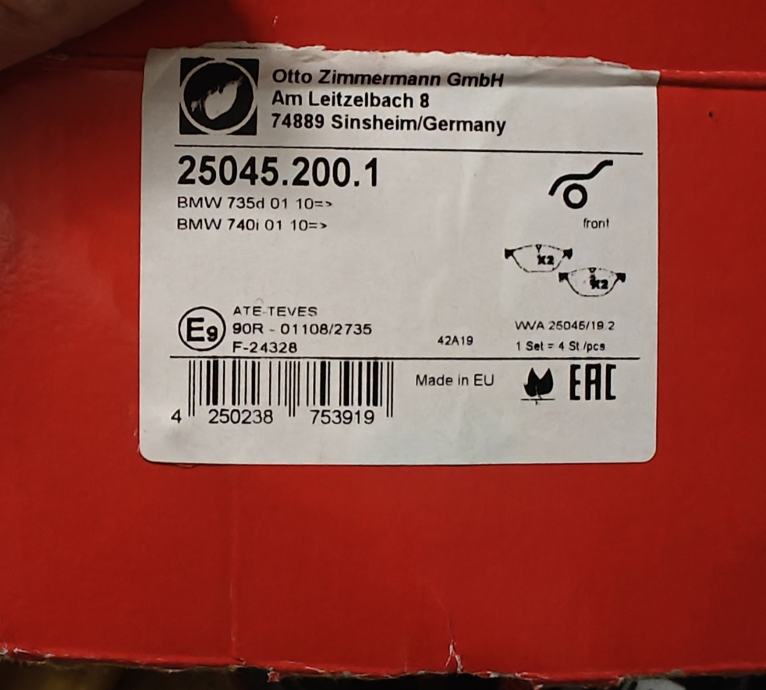 Otto Zimmermann GmbH
Am Leitzelbach 8
74889 Sinsheim/Germany
25045.200.1
BMW 735d 01 10=>
BMW 740i 01 10=>
front
x2
x2
E9
ATE-TEVES
90R - 01108/2735
F-24328
42A19
WVA 25045/19.2
1 Set = 4 St./pcs
Made in EU
EAC
4 250238 753919